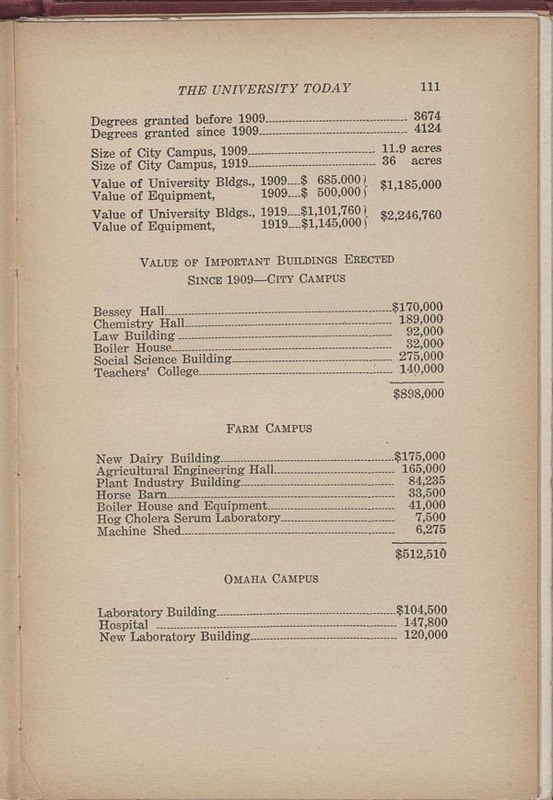 THE UNIVERSITY TODAY 111
Degrees granted before 1909 3674
Degrees granted since 1909 4124
Size of City Campus, 1909 11.9 acres
Size of City Campus, 1919 36 acres
Value of University Bldgs., 1909 $ 685.000
Value of Equipment, 1909 $ 500,000 } $1,185,000
Value of University Bldgs., 1919 $1,101,760
Value of Equipment, 1919 $1,145,000 } $2,246,760
VALUE OF IMPORTANT BUILDINGS ERECTED
SINCE 1909—CITY CAMPUS
Bessey Hall $170,000
Chemistry Hall 189,000
Law Building 92,000
Boiler House 32,000
Social Science Building 275,000
Teachers' College 140,000
$898,000
FARM CAMPUS
New Dairy Building $175,000
Agricultural Engineering Hall 165,000
Plant Industry Building 84,235
Horse Barn 33,500
Boiler House and Equipment 41,000
Hog Cholera Serum Laboratory 7,500
Machine Shed 6,275
$512,510
OMAHA CAMPUS
Laboratory Building $104,500
Hospital 147,800
New Laboratory Building 120,000